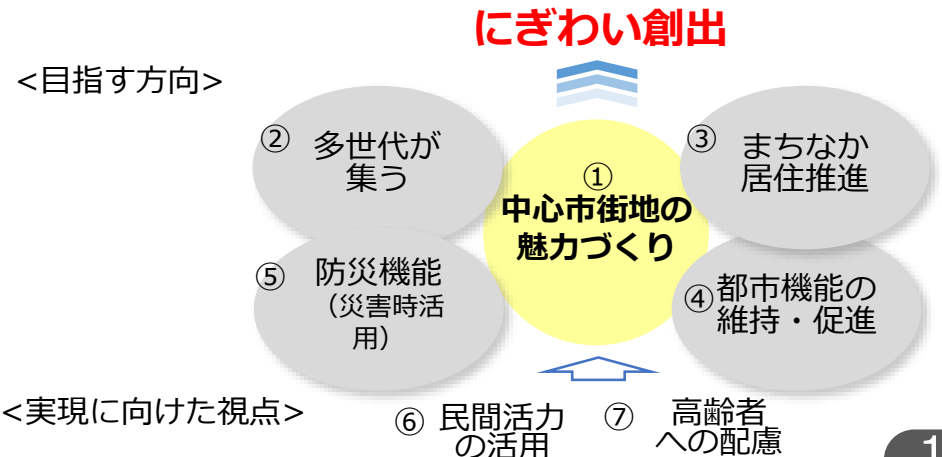 にぎわい創出
<目指す方向>
② 多世代が
集う
①
中心市街地の
魅力づくり
③ まちなか
居住推進
⑤ 防災機能
（災害時活
用）
④ 都市機能の
維持・促進
<実現に向けた視点>
⑥ 民間活力
の活用
⑦ 高齢者
への配慮
1